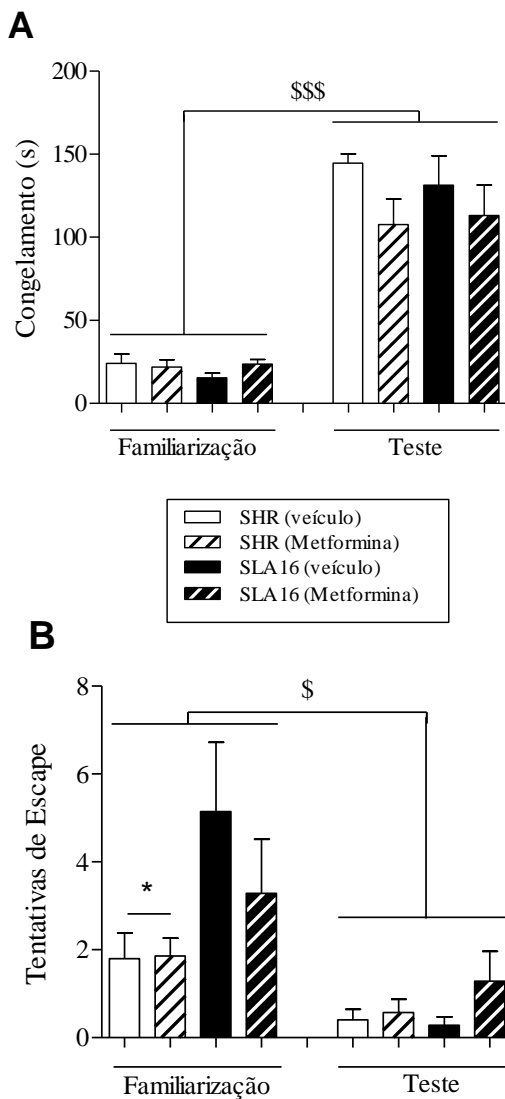 A
Congelamento (s)
200
150
100
50
0
$$$
Familiarização
Teste
SHR (veículo)
SHR (Metformina)
SLA16 (veículo)
SLA16 (Metformina)
B
Tentativas de Escape
8
6
4
2
0
$
*
Familiarização
Teste